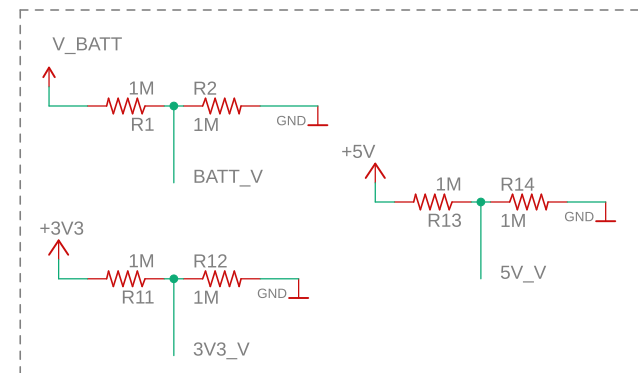 V_BATT
1M
R2
R1
1M
GND
BATT_V
+5V
1M
R14
R13
1M
GND
5V_V
+3V3
1M
R12
R11
1M
GND
3V3_V